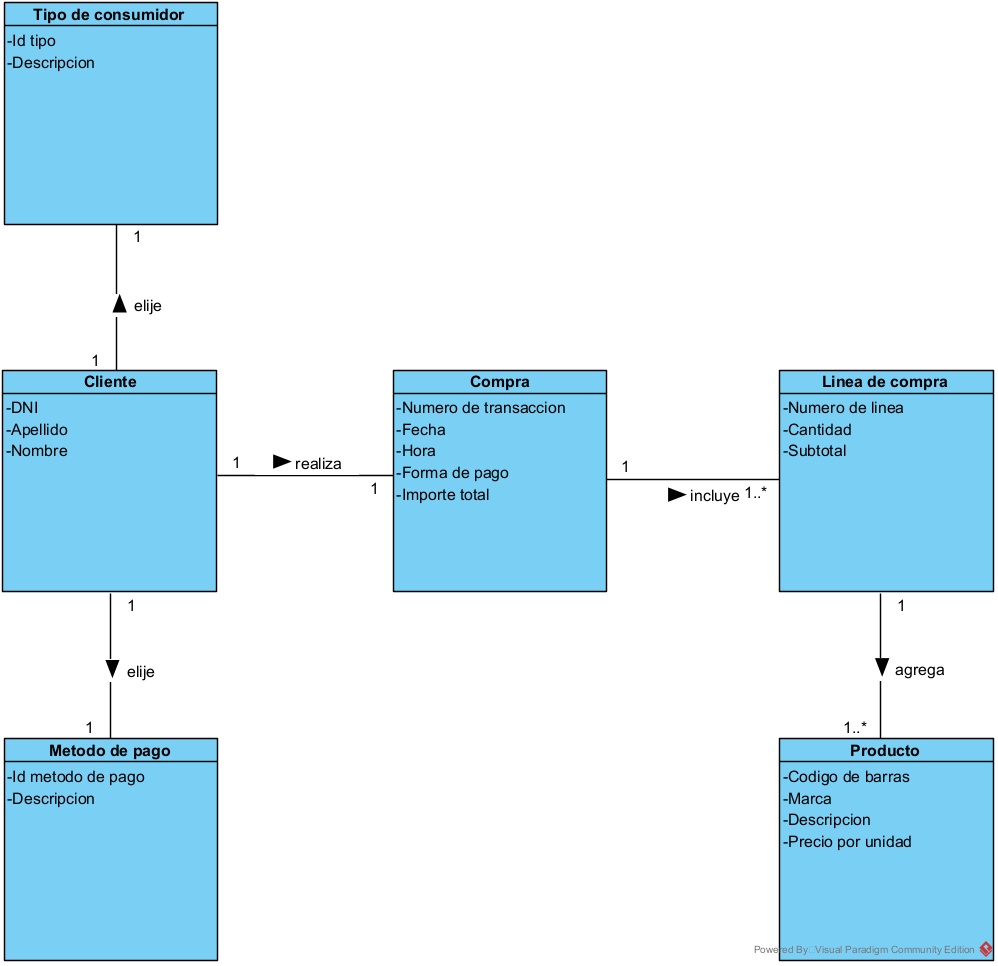 Tipo de consumidor
-Id tipo
-Descripcion
1
elije
1
Cliente
-DNI
-Apellido
-Nombre
1
realiza
1
Compra
-Numero de transaccion
-Fecha
-Hora
-Forma de pago
-Importe total
1
incluye
1..*
Linea de compra
-Numero de linea
-Cantidad
-Subtotal
1
elije
1
Metodo de pago
-Id metodo de pago
-Descripcion
1
agrega
1..*
Producto
-Codigo de barras
-Marca
-Descripcion
-Precio por unidad
Powered By Visual Paradigm Community Edition